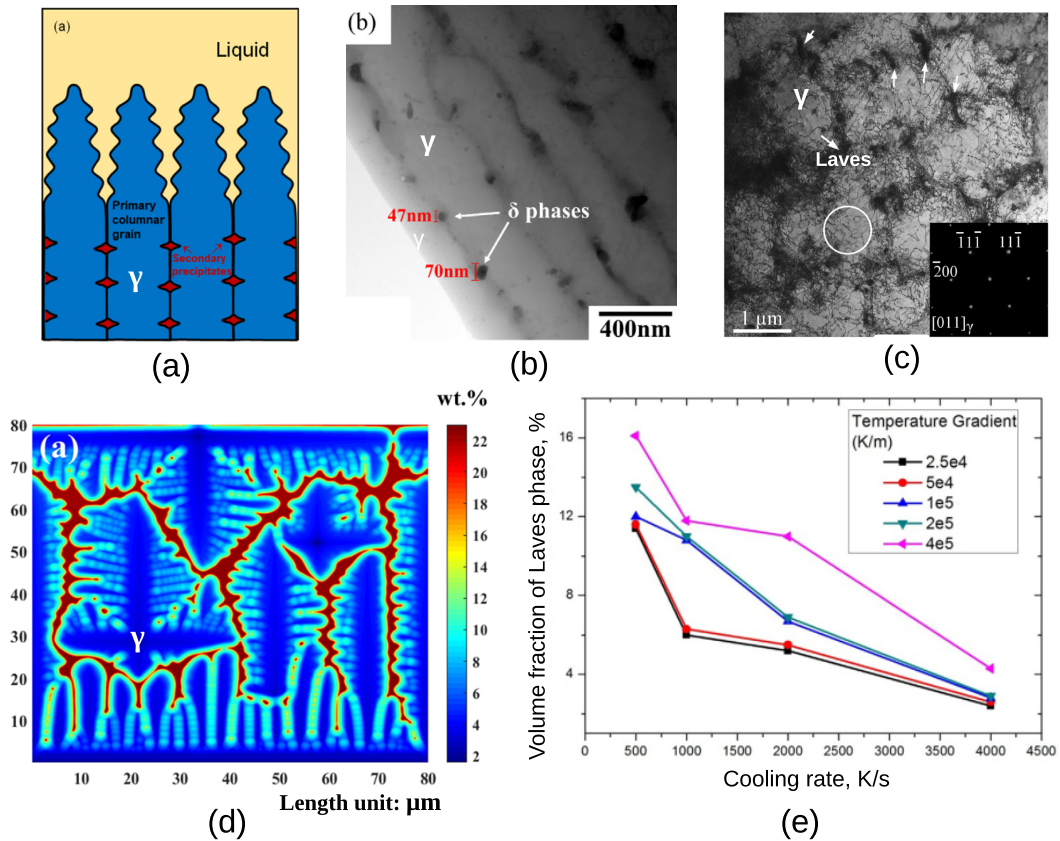 (a)
Liquid
Primary
columnar
grain
γ
Secondary
precipitates
(a)
(b)
γ
47nm
δ phases
γ
70nm
400nm
(b)
γ
Laves
1̄11̄ 111̄
2̄00
[011]γ
1 μm
(c)
wt.%
(a)
80
70
60
50
40
30
20
10
γ
22
20
18
16
14
12
10
8
6
4
2
10 20 30 40 50 60 70 80
Length unit: μm
(d)
Volume fraction of Laves phase, %
16
12
8
4
Temperature Gradient
(K/m)
2.5e4
5e4
1e5
2e5
4e5
0 500 1000 1500 2000 2500 3000 3500 4000 4500
Cooling rate, K/s
(e)